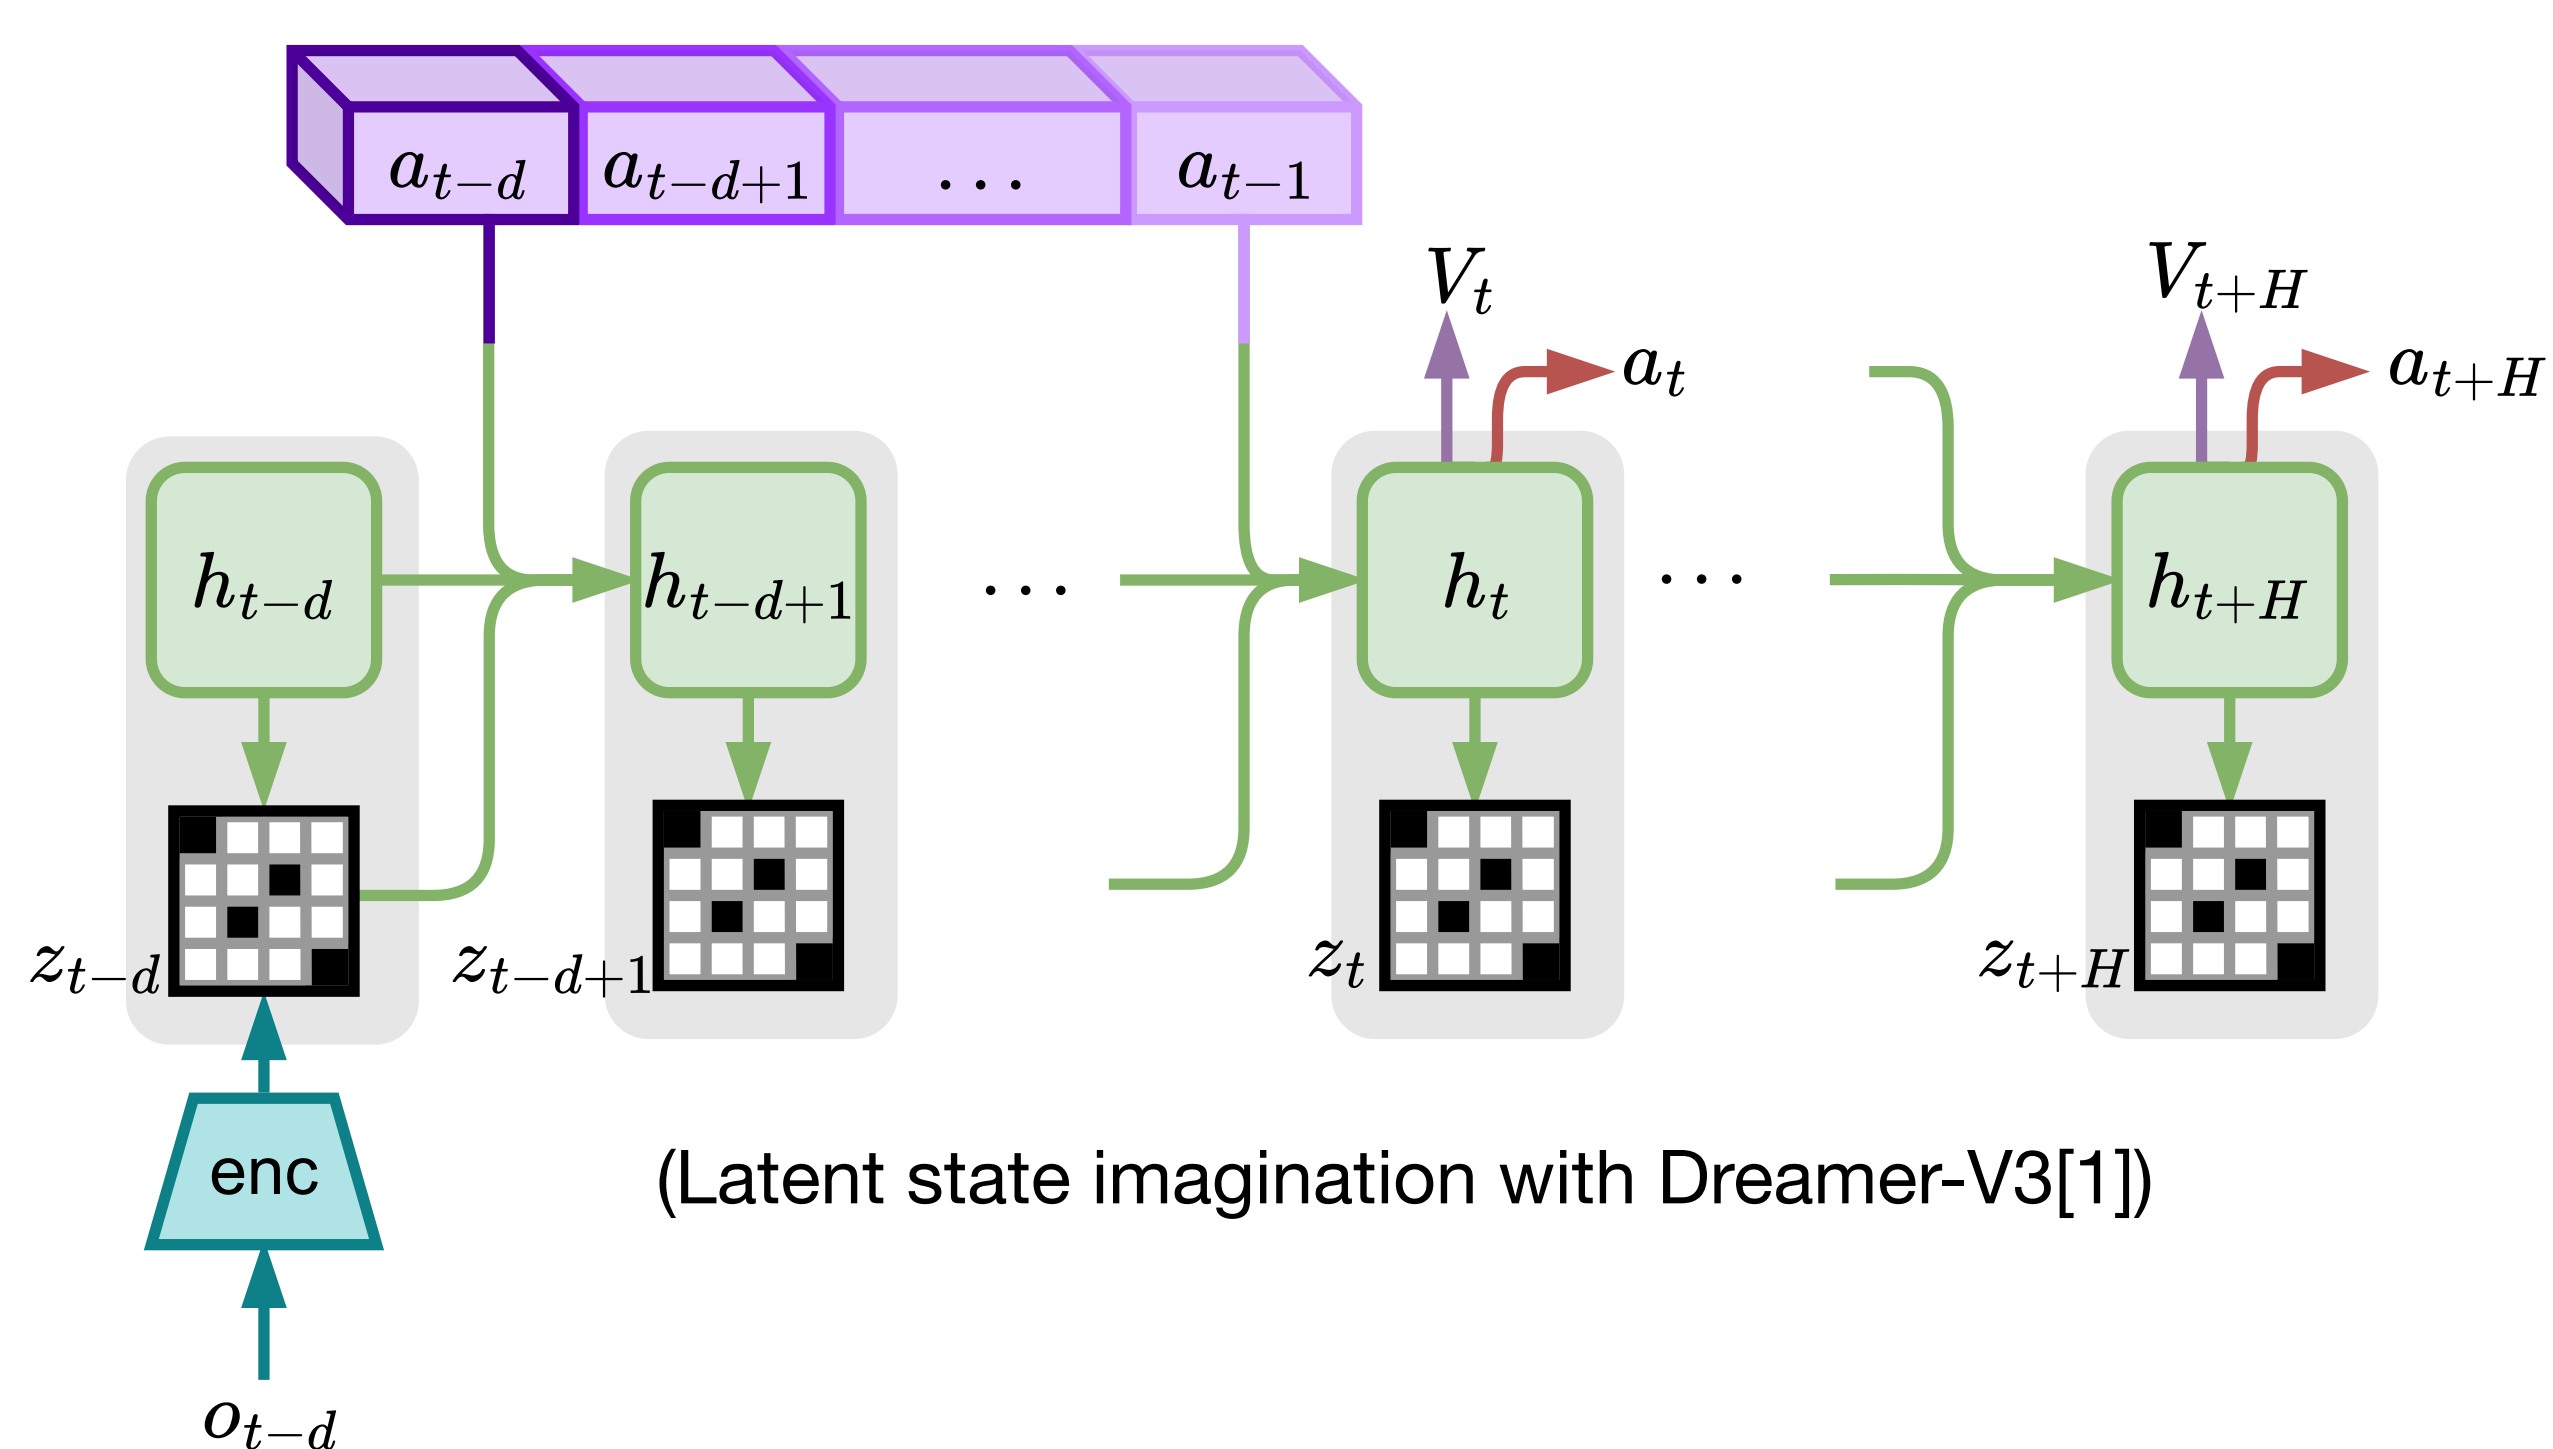 a_{t-d} a_{t-d+1} ... a_{t-1}
V_t V_{t+H}
a_t a_{t+H}
h_{t-d} h_{t-d+1} ... h_t ... h_{t+H}
z_{t-d} z_{t-d+1} z_t z_{t+H}
enc
(Latent state imagination with Dreamer-V3[1])
o_{t-d}